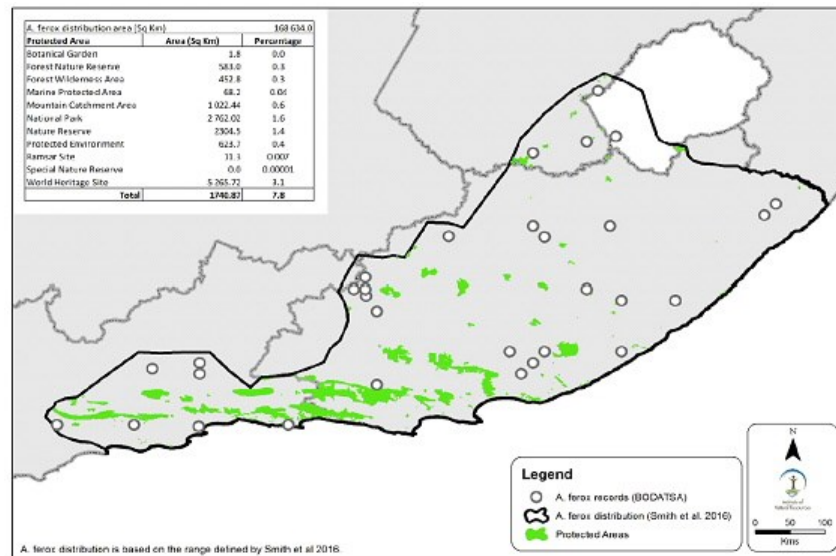 A. ferox distribution area (Sq Km) 168 634.0
Protected Area Area (Sq Km) Percentage
Botanical Garden 1.8 0.0
Forest Nature Reserve 583.0 0.3
Forest Wilderness Area 452.8 0.3
Marine Protected Area 68.2 0.04
Mountain Catchment Area 1 022.44 0.6
National Park 2 762.02 1.6
Nature Reserve 2304.5 1.4
Protected Environment 623.7 0.4
Ramsar Site 11.3 0.007
Special Nature Reserve 0.0 0.00001
World Heritage Site 5 265.72 3.1
Total 1740.87 7.8
N
Institute of
Natural Resources
0 50 100
Kms
Legend
A. ferox records (BODATSA)
A. ferox distribution (Smith et al. 2016)
Protected Areas
A. ferox distribution is based on the range defined by Smith et al 2016.